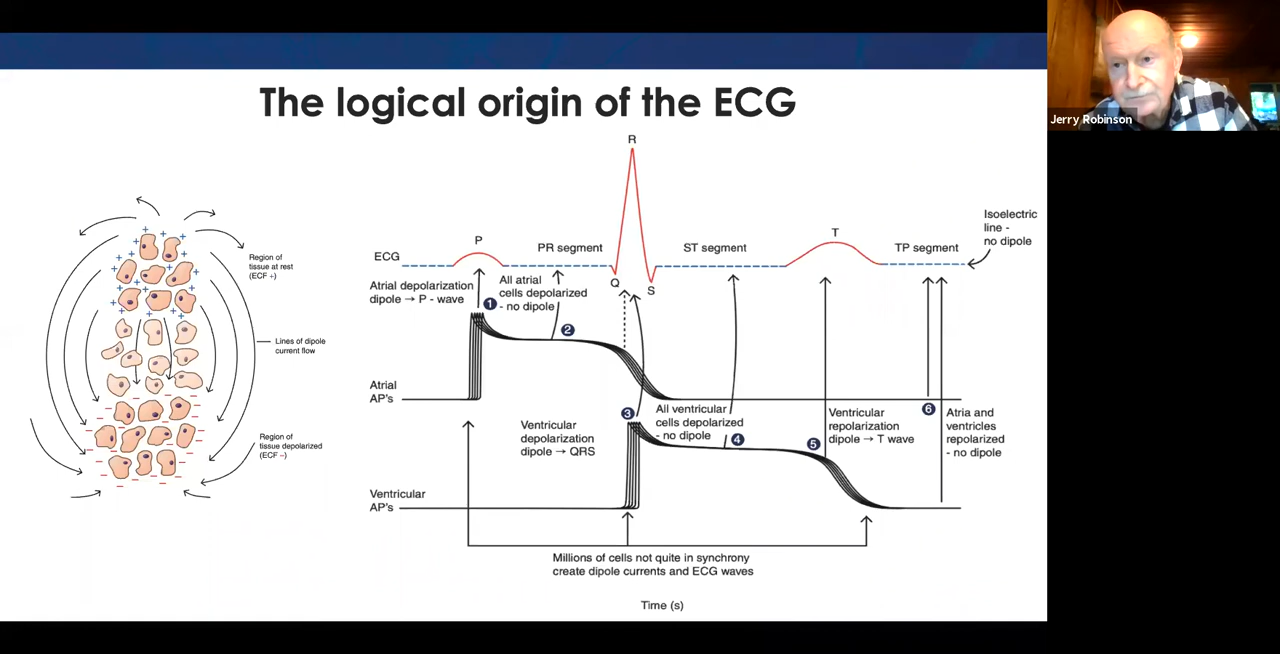 The logical origin of the ECG
Jerry Robinson
Region of
tissue at rest
(ECF +)
Lines of dipole
current flow
Region of
tissue depolarized
(ECF –)
R
P
PR segment
ST segment
T
TP segment
Isoelectric
line -
no dipole
ECG
Q
S
Atrial depolarization
dipole → P - wave
1
All atrial
cells depolarized
- no dipole
2
Atrial
AP's
3
Ventricular
depolarization
dipole → QRS
All ventricular
cells depolarized
- no dipole
4
5
Ventricular
repolarization
dipole → T wave
6
Atria and
ventricles
repolarized
- no dipole
Ventricular
AP's
Millions of cells not quite in synchrony
create dipole currents and ECG waves
Time (s)